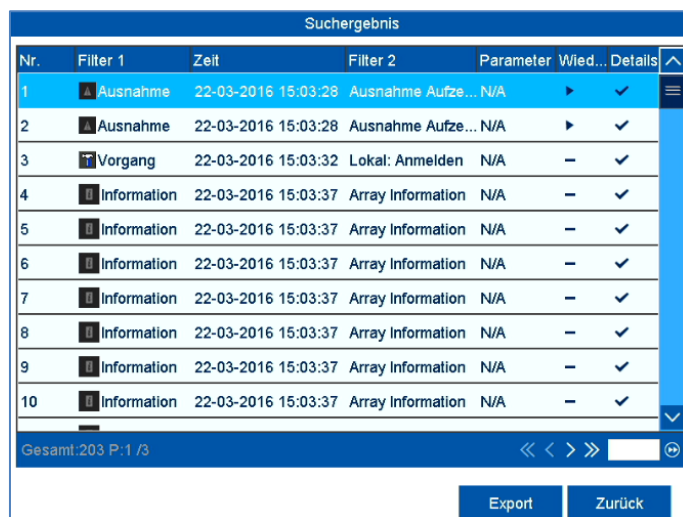 Suchergebnis
Nr. Filter 1 Zeit Filter 2 Parameter Wied... Details
1 Ausnahme 22-03-2016 15:03:28 Ausnahme Aufze... N/A
2 Ausnahme 22-03-2016 15:03:28 Ausnahme Aufze... N/A
3 Vorgang 22-03-2016 15:03:32 Lokal: Anmelden N/A –
4 Information 22-03-2016 15:03:37 Array Information N/A –
5 Information 22-03-2016 15:03:37 Array Information N/A –
6 Information 22-03-2016 15:03:37 Array Information N/A –
7 Information 22-03-2016 15:03:37 Array Information N/A –
8 Information 22-03-2016 15:03:37 Array Information N/A –
9 Information 22-03-2016 15:03:37 Array Information N/A –
10 Information 22-03-2016 15:03:37 Array Information N/A –
Gesamt:203 P:1 /3
Export Zurück